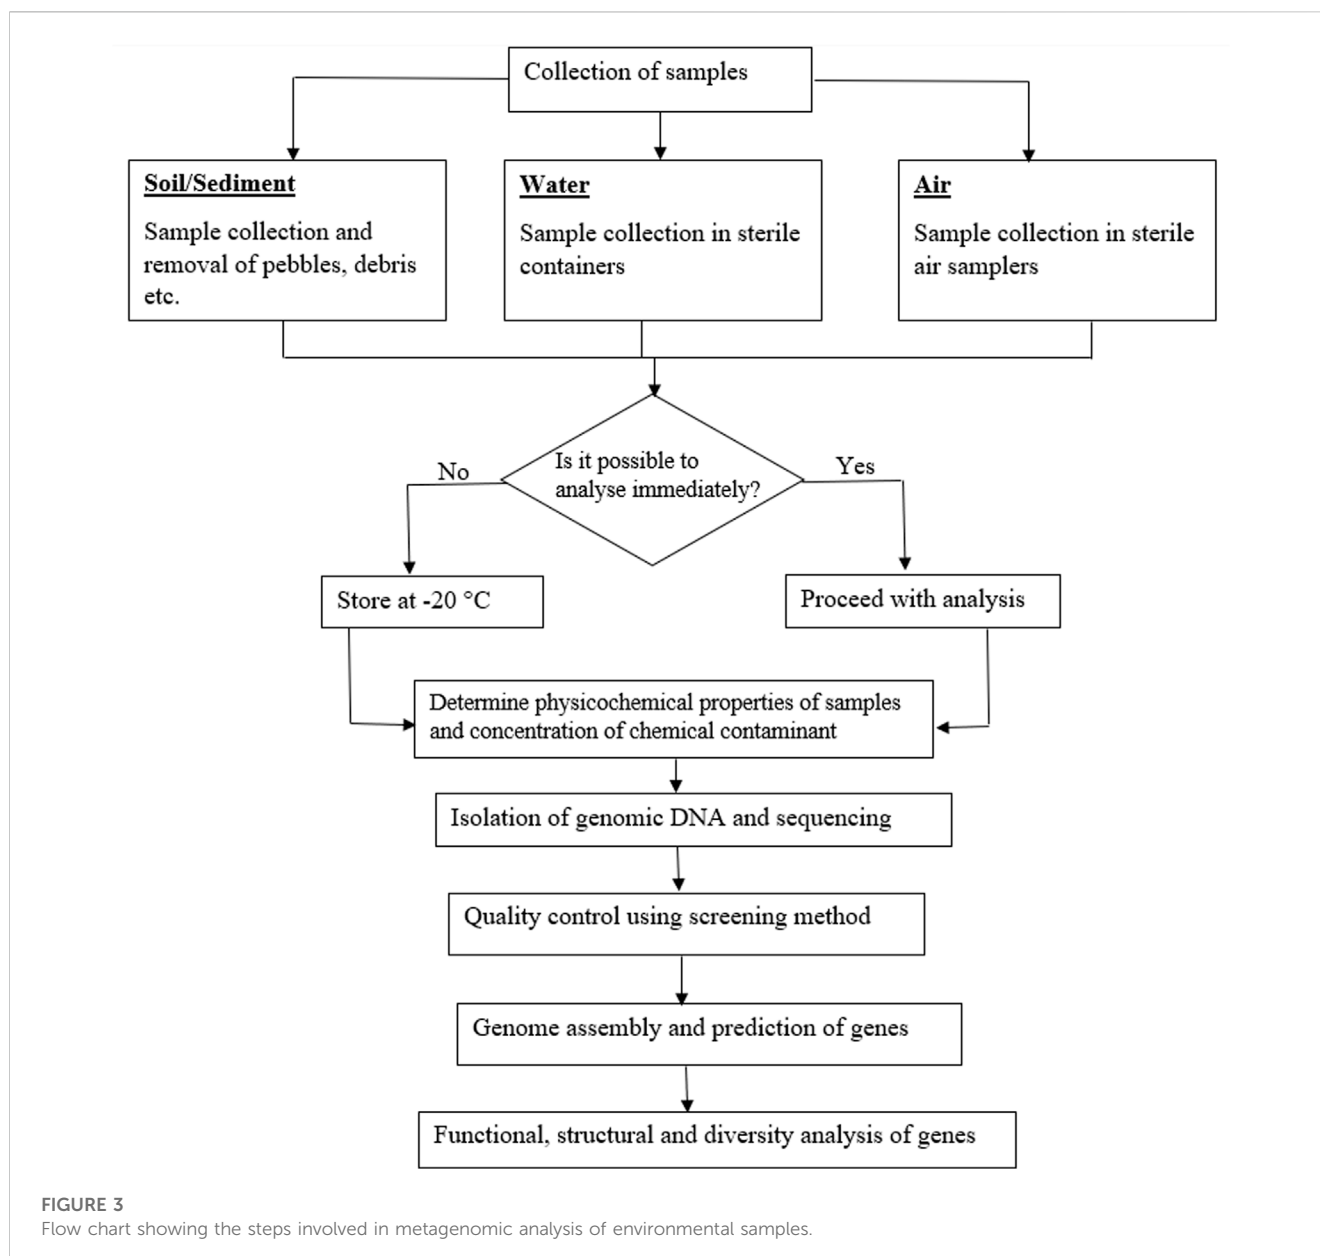 Collection of samples
Soil/Sediment
Sample collection and
removal of pebbles, debris
etc.
Water
Sample collection in sterile
containers
Air
Sample collection in sterile
air samplers
Is it possible to
analyse immediately?
No
Yes
Store at -20 °C
Proceed with analysis
Determine physicochemical properties of samples
and concentration of chemical contaminant
Isolation of genomic DNA and sequencing
Quality control using screening method
Genome assembly and prediction of genes
Functional, structural and diversity analysis of genes
FIGURE 3
Flow chart showing the steps involved in metagenomic analysis of environmental samples.